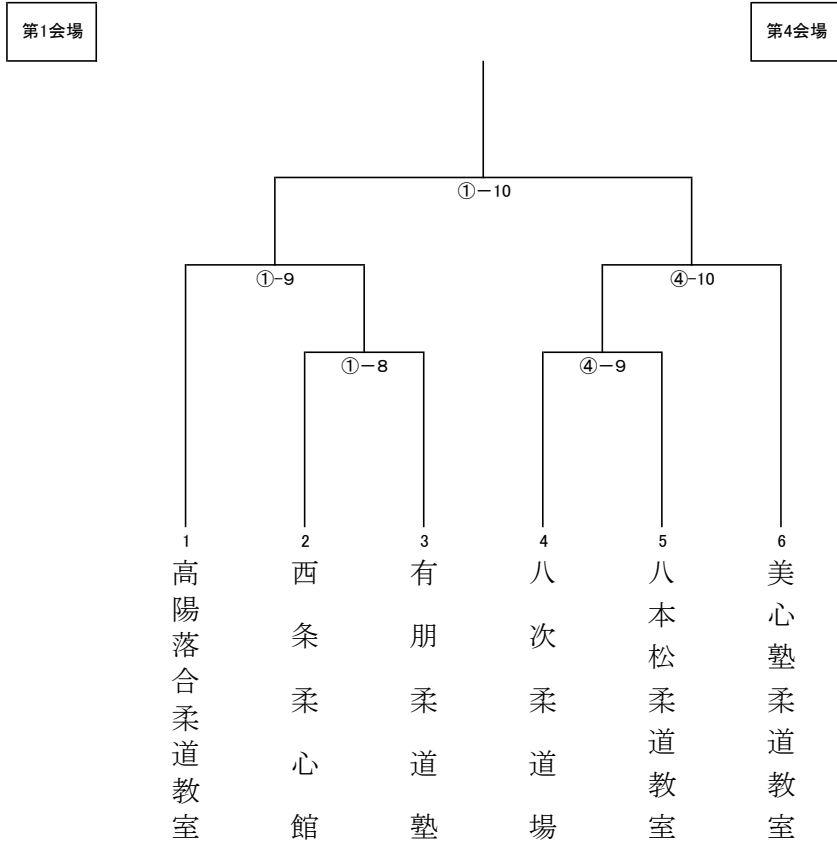 第1会場
第4会場
①－10
①-9
④-10
①－8
④－9
1
2
3
4
5
6
高陽落合柔道教室
西条柔心館
有朋柔道塾
八次柔道場
八本松柔道教室
美心塾柔道教室